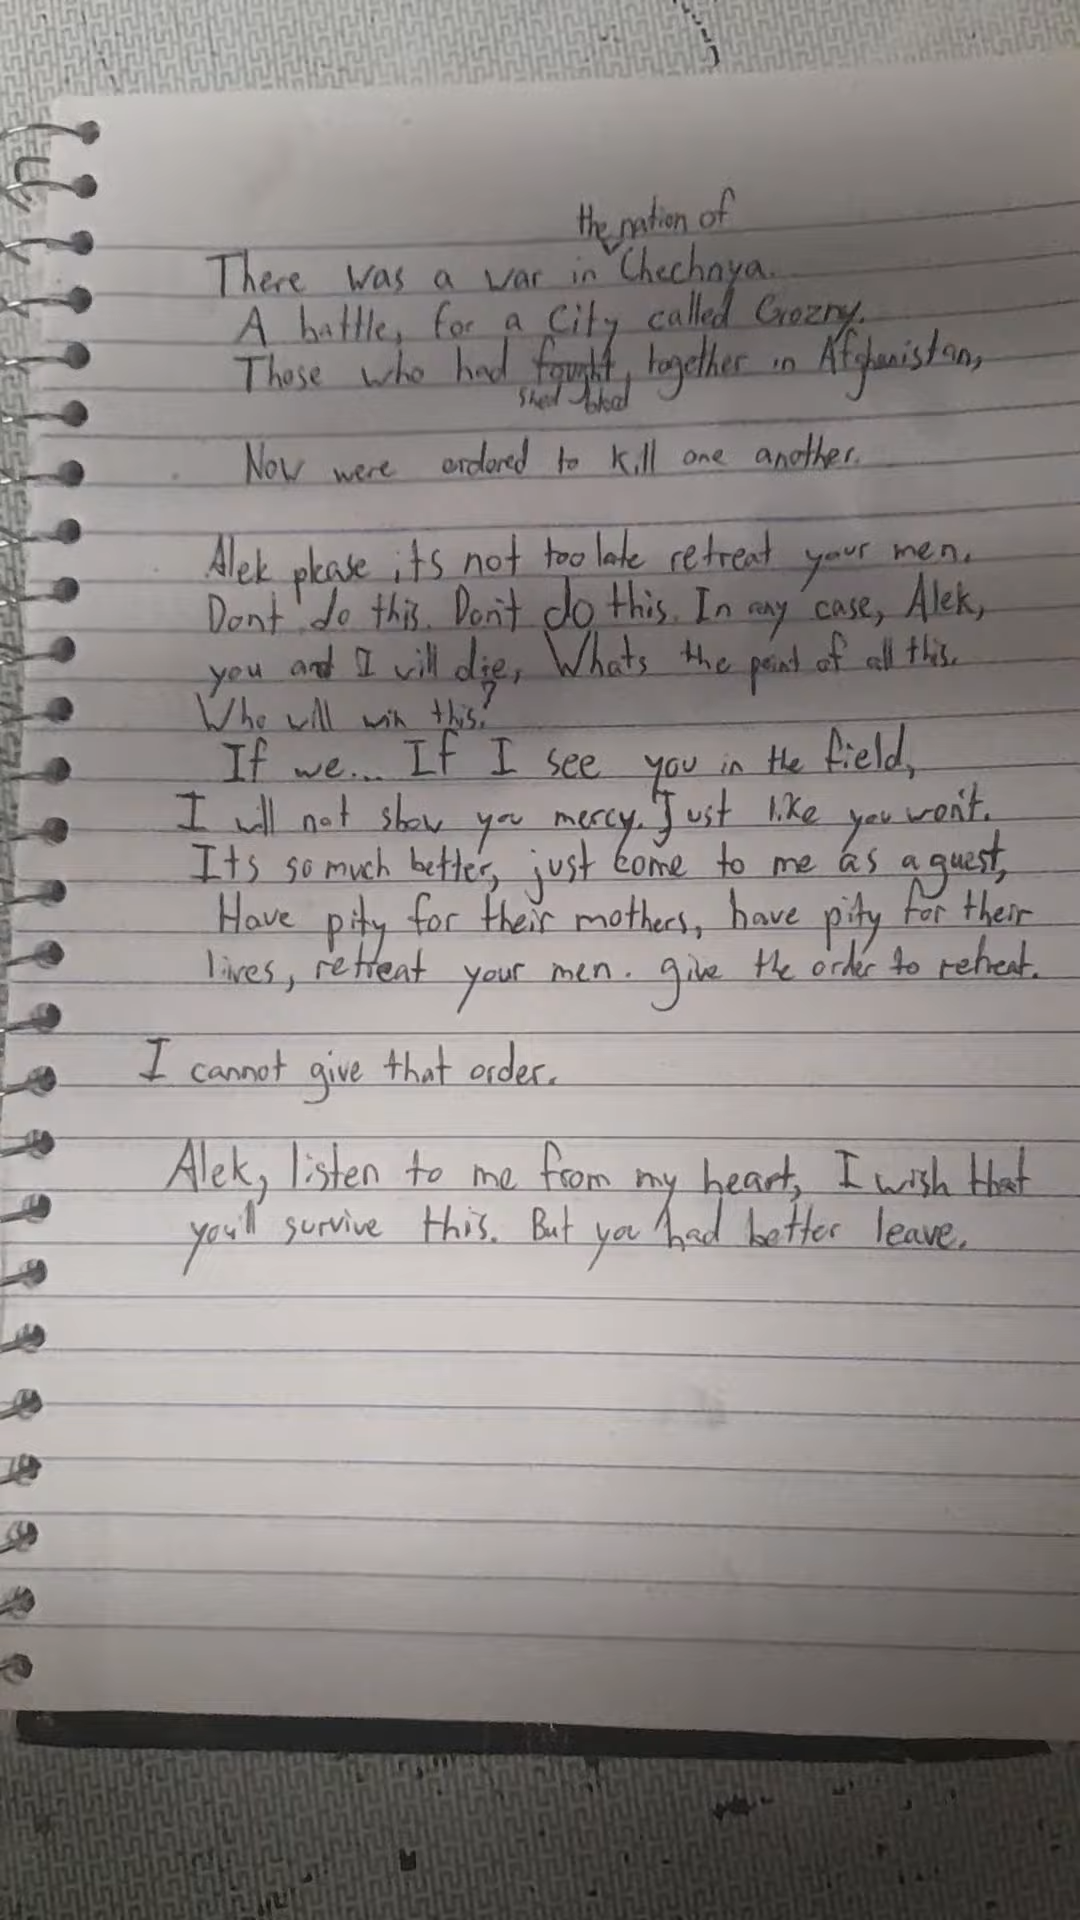 the nation of
There was a war in Chechnya.
A battle, for a City called Grozny.
Those who had fought, together in Afghanistan,
shed blood
Now were ordored to kill one another.
Alek please its not too late retreat your men.
Dont do this. Don't do this. In any case, Alek,
you and I will die, Whats the point of all this.
Who will win this?
If we... If I see you in the field,
I will not show you mercy. Just like you won't.
Its so much better, just come to me as a guest,
Have pity for their mothers, have pity for their
lives, retreat your men. give the order to retreat.
I cannot give that order.
Alek, listen to me from my heart, I wish that
you'll survive this. But you had better leave.